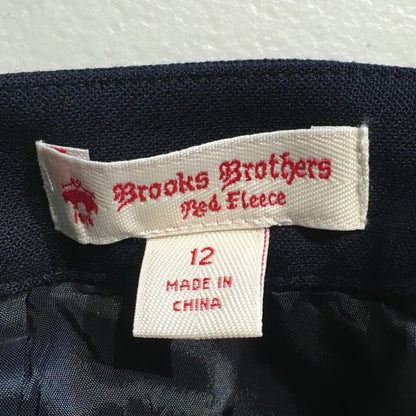 Brooks Brothers
Red Fleece
12
MADE IN
CHINA